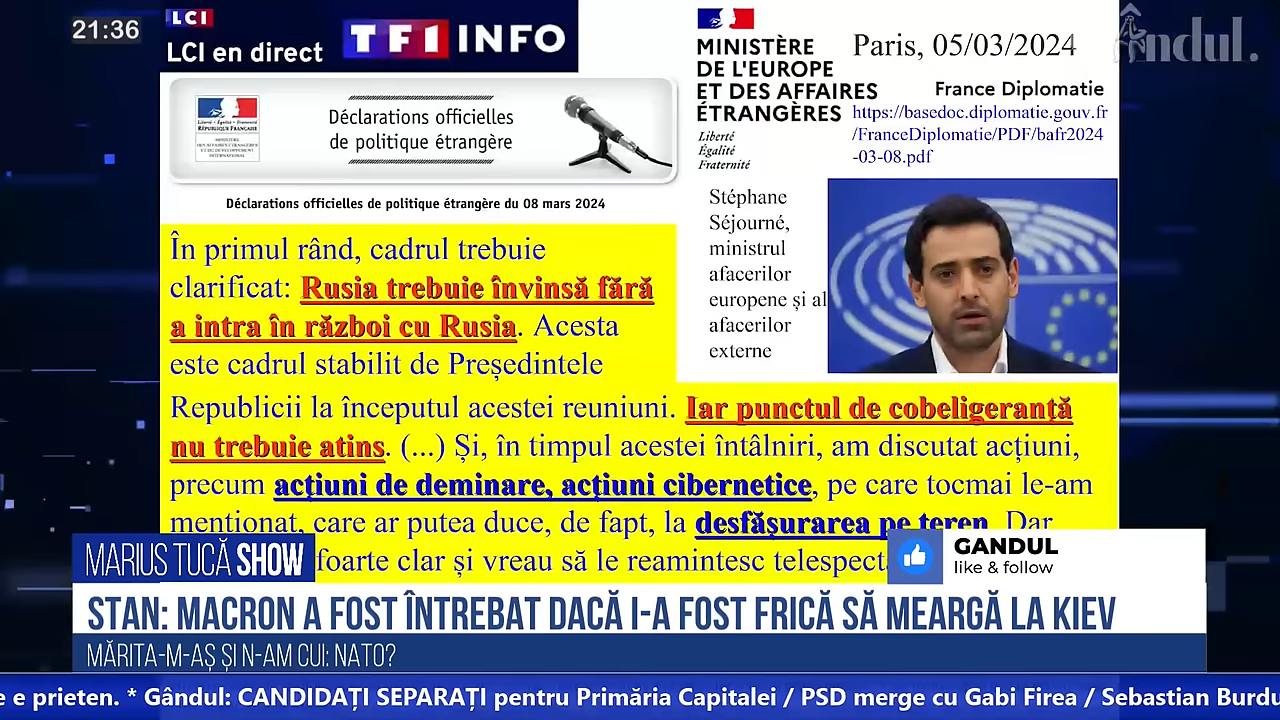 21:36
LCI
LCI en direct
TF1 INFO
MINISTÈRE
DE L'EUROPE
ET DES AFFAIRES
ÉTRANGÈRES
Liberté
Égalité
Fraternité
Paris, 05/03/2024
France Diplomatie
https://basedoc.diplomatie.gouv.fr
/FranceDiplomatie/PDF/bafr2024
-03-08.pdf
ndul.
Déclarations officielles
de politique étrangère
Déclarations officielles de politique étrangère du 08 mars 2024
Stéphane
Séjourné,
ministrul
afacerilor
europene și al
afacerilor
externe
În primul rând, cadrul trebuie
clarificat: Rusia trebuie învinsă fără
a intra în război cu Rusia. Acesta
este cadrul stabilit de Președintele
Republicii la începutul acestei reuniuni. Iar punctul de cobeligeranță
nu trebuie atins. (...) Și, în timpul acestei întâlniri, am discutat acțiuni,
precum acțiuni de deminare, acțiuni cibernetice, pe care tocmai le-am
menționat, care ar putea duce, de fapt, la desfășurarea pe teren. Dar
foarte clar și vreau să le reamintesc telespect
MARIUS TUCĂ SHOW
GANDUL
like & follow
STAN: MACRON A FOST ÎNTREBAT DACĂ I-A FOST FRICĂ SĂ MEARGĂ LA KIEV
MĂRITA-M-AȘ ȘI N-AM CUI: NATO?
e e prieten. * Gândul: CANDIDAȚI SEPARAȚI pentru Primăria Capitalei / PSD merge cu Gabi Firea / Sebastian Burdu